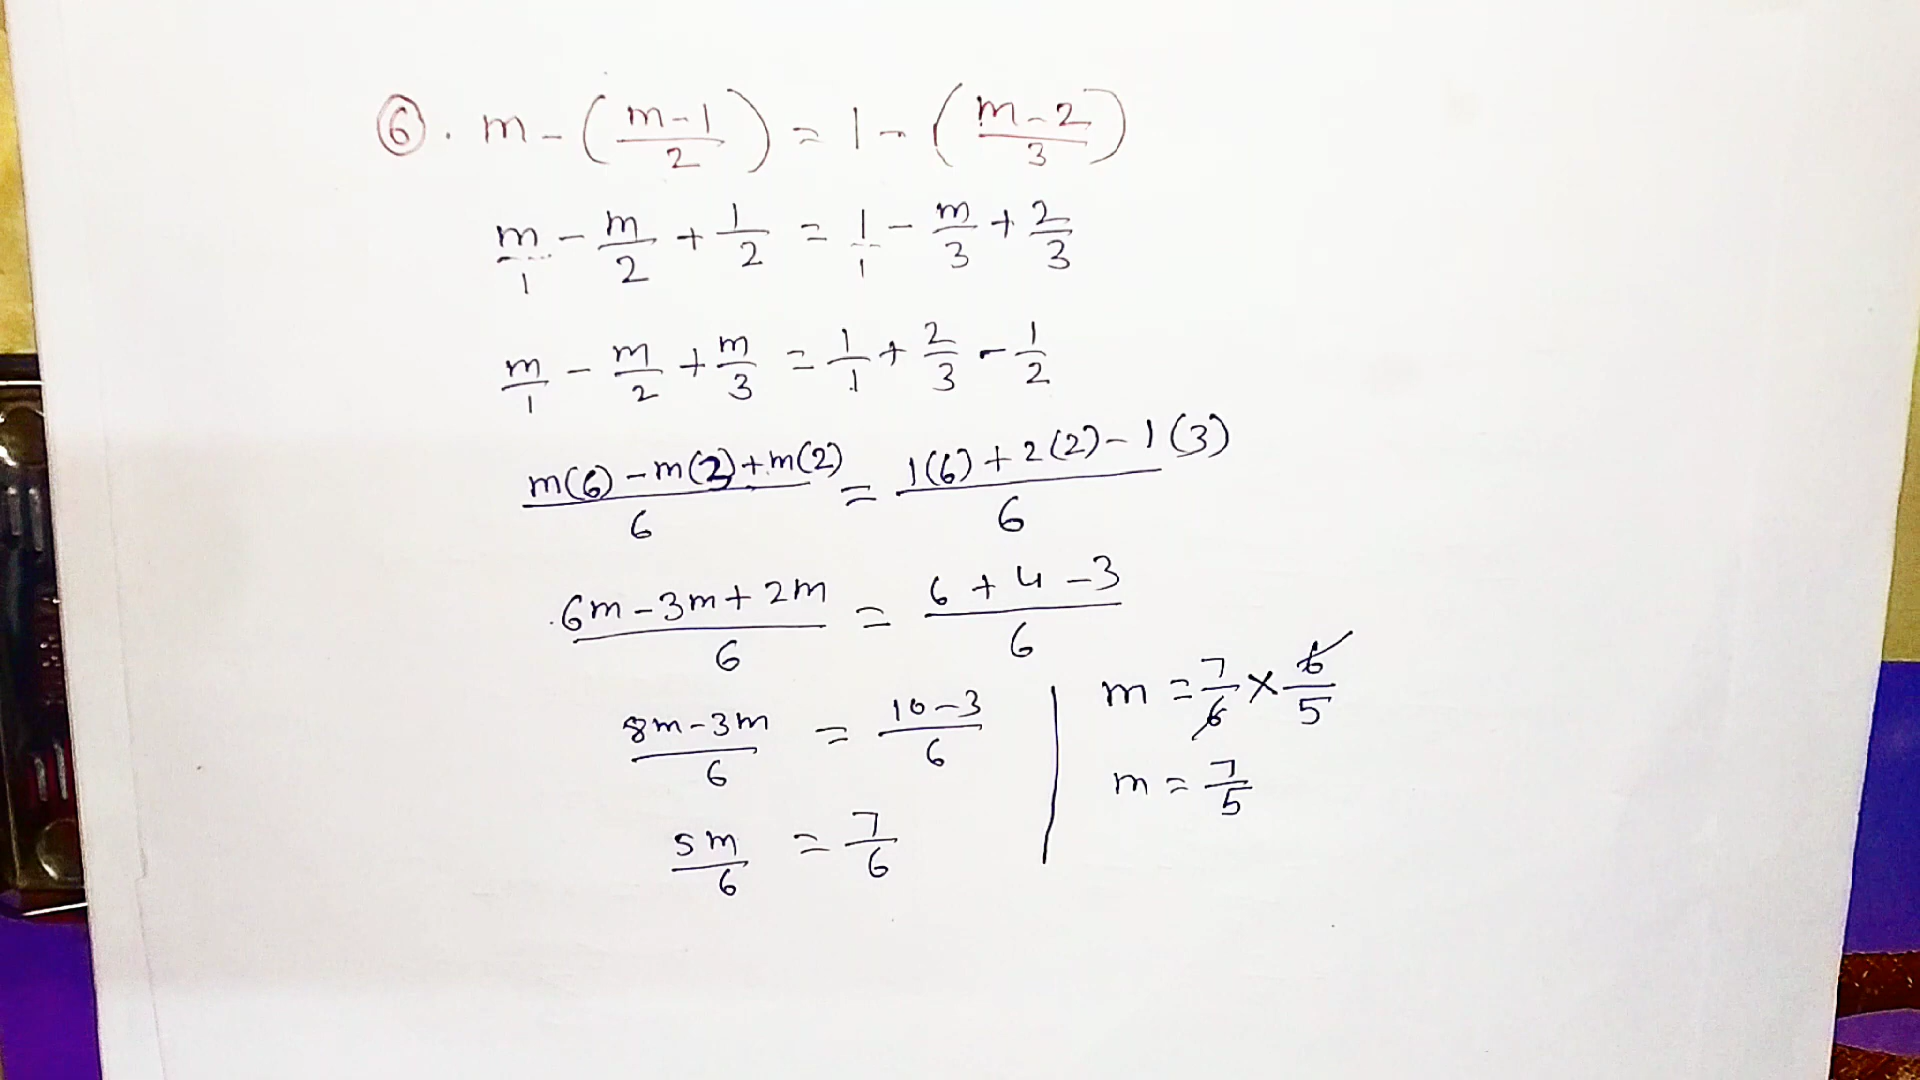 ⑥. m - ((m-1)/2) = 1 - ((m-2)/3)
m/1 - m/2 + 1/2 = 1/1 - m/3 + 2/3
m/1 - m/2 + m/3 = 1/1 + 2/3 - 1/2
(m(6) - m(3) + m(2))/6 = (1(6) + 2(2) - 1(3))/6
(6m - 3m + 2m)/6 = (6 + 4 - 3)/6
(8m - 3m)/6 = (10 - 3)/6
5m/6 = 7/6
m = 7/6 × 6/5
m = 7/5